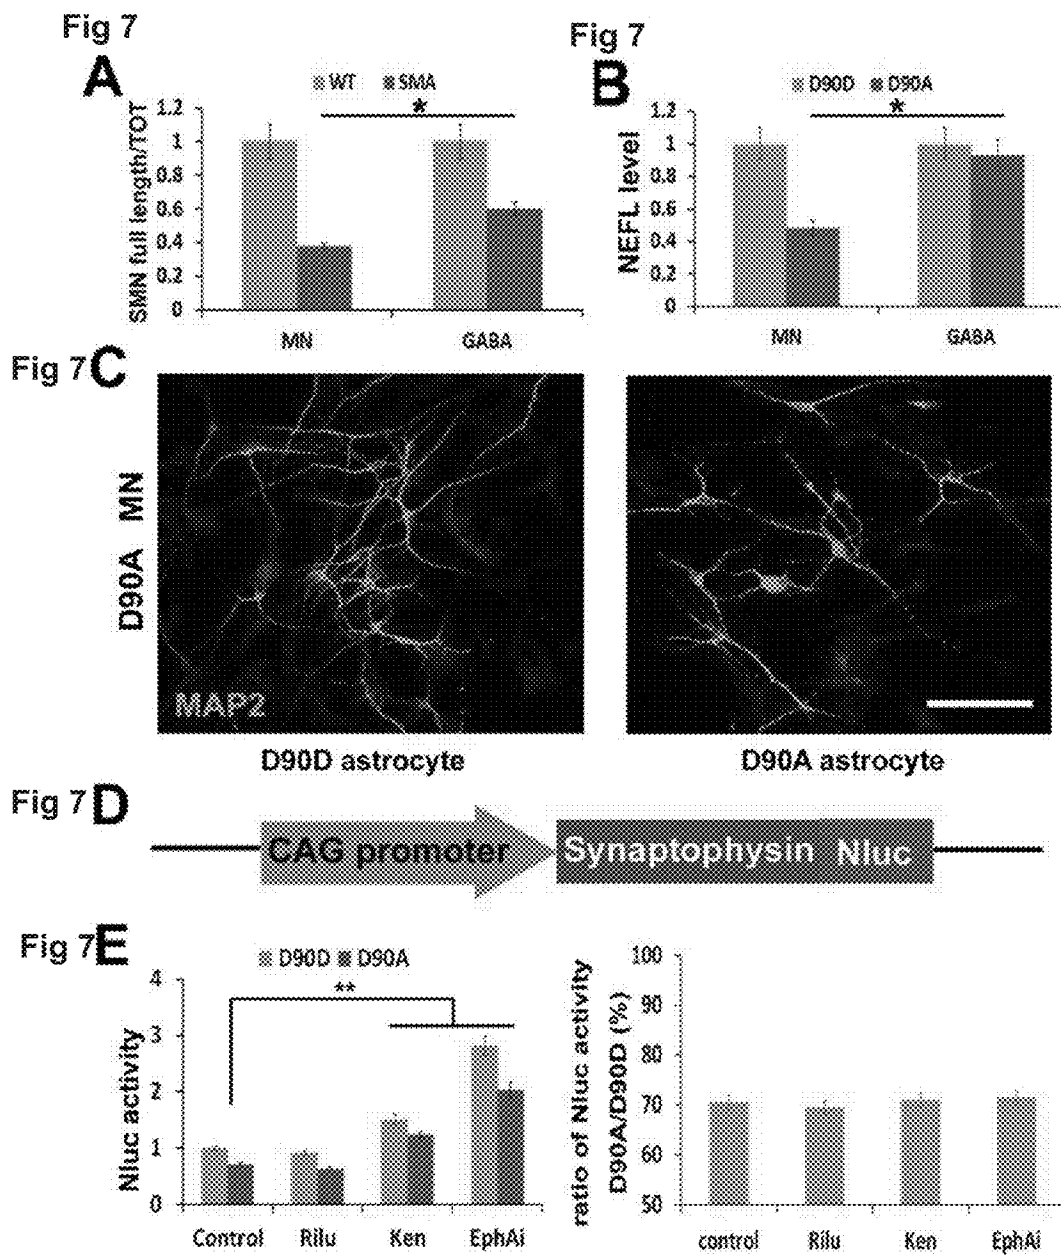 Fig 7
A
WT SMA
*
SMN full length/TOT
1.2
1
0.8
0.6
0.4
0.2
0
MN GABA
Fig 7
B
D90D D90A
*
NEFL level
1.2
1
0.8
0.6
0.4
0.2
0
MN GABA
Fig 7 C
D90A MN
MAP2
D90D astrocyte
D90A astrocyte
Fig 7 D
CAG promoter Synaptophysin Nluc
Fig 7 E
D90D D90A
**
Nluc activity
4
3
2
1
0
Control Rilu Ken EphAi
ratio of Nluc activity
D90A/D90D (%)
100
90
80
70
60
50
control Rilu Ken EphAi